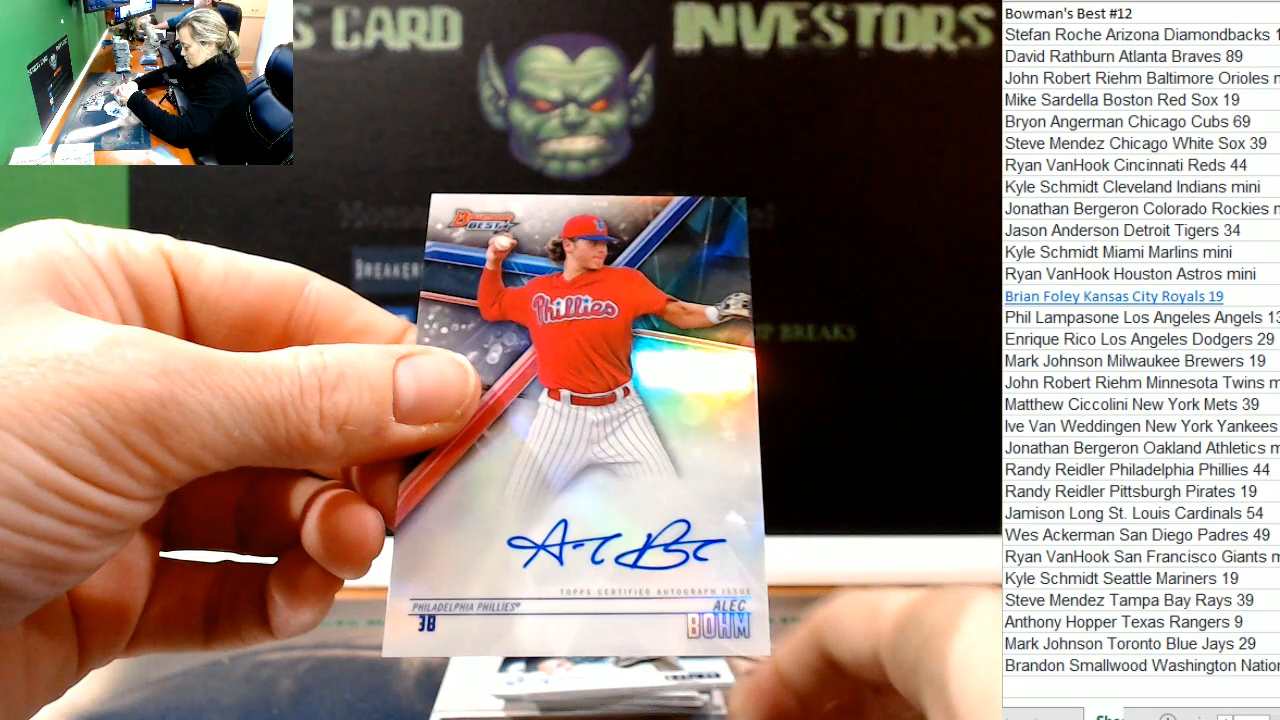 S CARD INVESTORS
BREAKER
P BREAKS
BOWMAN'S
BEST
Phillies
TOPPS CERTIFIED AUTOGRAPH ISSUE
PHILADELPHIA PHILLIES®
ALEC
3B
BOHM
CHAPMAN
Bowman's Best #12
Stefan Roche Arizona Diamondbacks 1
David Rathburn Atlanta Braves 89
John Robert Riehm Baltimore Orioles m
Mike Sardella Boston Red Sox 19
Bryon Angerman Chicago Cubs 69
Steve Mendez Chicago White Sox 39
Ryan VanHook Cincinnati Reds 44
Kyle Schmidt Cleveland Indians mini
Jonathan Bergeron Colorado Rockies m
Jason Anderson Detroit Tigers 34
Kyle Schmidt Miami Marlins mini
Ryan VanHook Houston Astros mini
Brian Foley Kansas City Royals 19
Phil Lampasone Los Angeles Angels 13
Enrique Rico Los Angeles Dodgers 29
Mark Johnson Milwaukee Brewers 19
John Robert Riehm Minnesota Twins m
Matthew Ciccolini New York Mets 39
Ive Van Weddingen New York Yankees
Jonathan Bergeron Oakland Athletics m
Randy Reidler Philadelphia Phillies 44
Randy Reidler Pittsburgh Pirates 19
Jamison Long St. Louis Cardinals 54
Wes Ackerman San Diego Padres 49
Ryan VanHook San Francisco Giants m
Kyle Schmidt Seattle Mariners 19
Steve Mendez Tampa Bay Rays 39
Anthony Hopper Texas Rangers 9
Mark Johnson Toronto Blue Jays 29
Brandon Smallwood Washington Natio